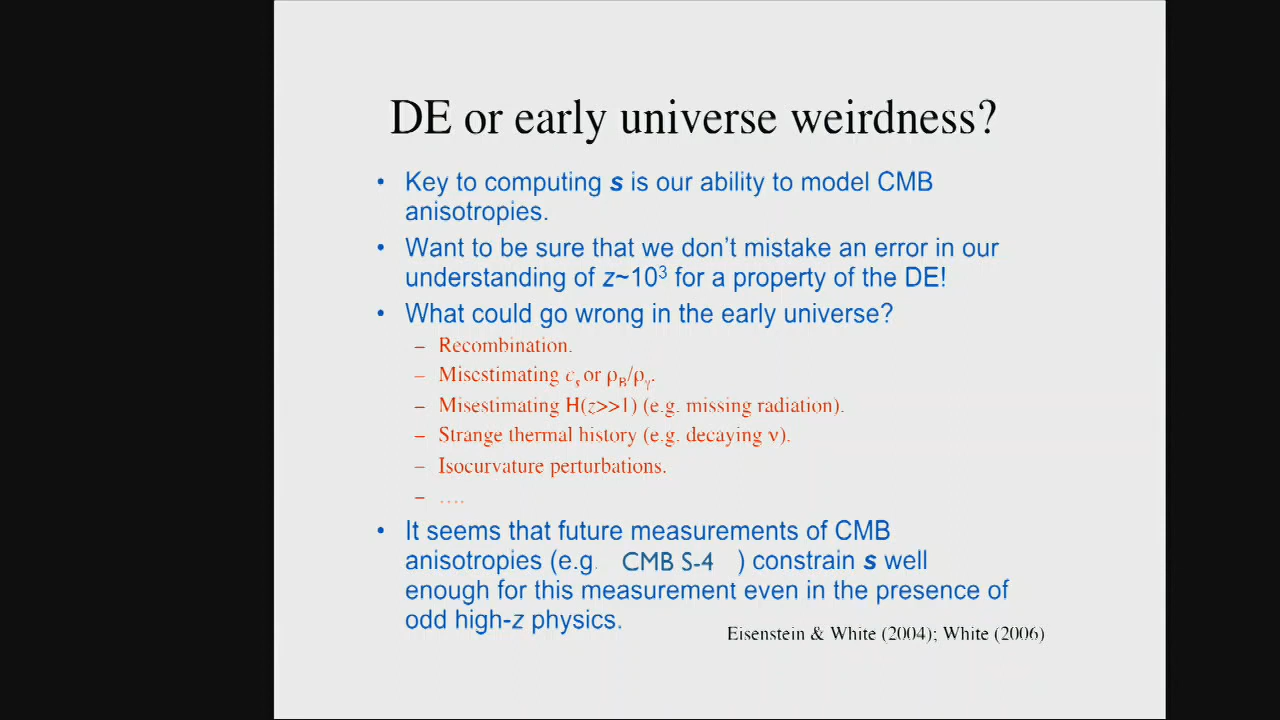 DE or early universe weirdness?
• Key to computing s is our ability to model CMB
anisotropies.
• Want to be sure that we don’t mistake an error in our
understanding of z~10³ for a property of the DE!
• What could go wrong in the early universe?
– Recombination.
– Misestimating cₛ or ρB/ργ.
– Misestimating H(z>>1) (e.g. missing radiation).
– Strange thermal history (e.g. decaying ν).
– Isocurvature perturbations.
– ….
• It seems that future measurements of CMB
anisotropies (e.g. CMB S-4 ) constrain s well
enough for this measurement even in the presence of
odd high-z physics.
Eisenstein & White (2004); White (2006)